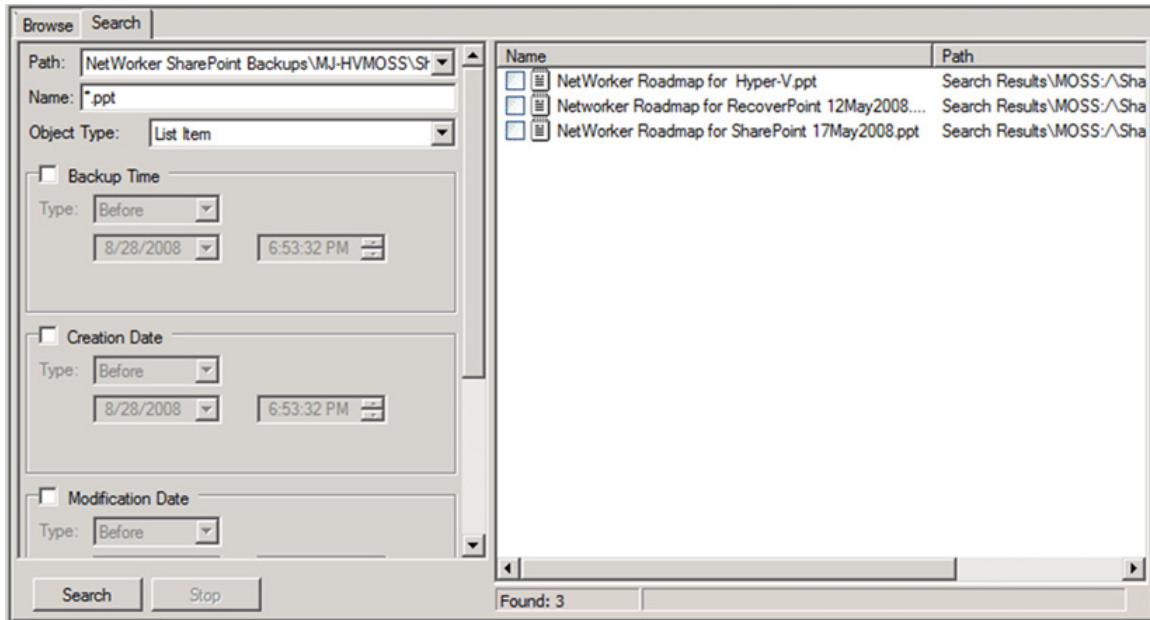 Browse Search
Path: NetWorker SharePoint Backups\MJ-HVMOSS\Sh
Name: *.ppt
Object Type: List Item
Backup Time
Type: Before
8/28/2008 6:53:32 PM
Creation Date
Type: Before
8/28/2008 6:53:32 PM
Modification Date
Type: Before
Search Stop
Name Path
NetWorker Roadmap for Hyper-V.ppt Search Results\MOSS:/\Sha
Networker Roadmap for RecoverPoint 12May2008.... Search Results\MOSS:/\Sha
NetWorker Roadmap for SharePoint 17May2008.ppt Search Results\MOSS:/\Sha
Found: 3